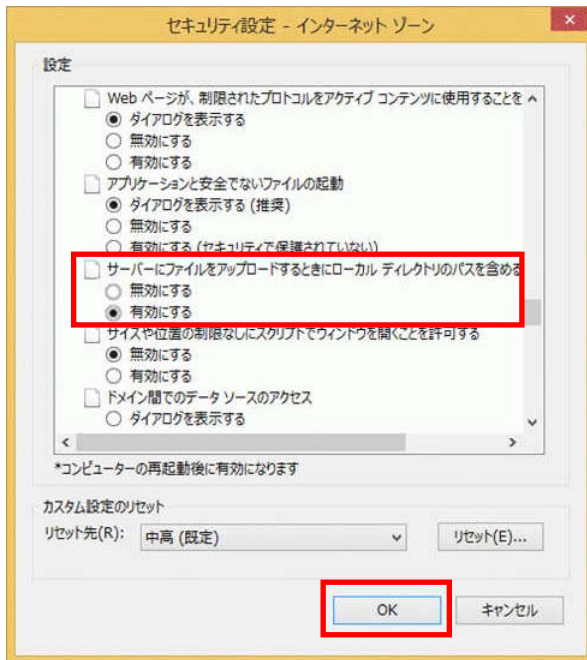 セキュリティ設定 - インターネット ゾーン
設定
Web ページが、制限されたプロトコルをアクティブ コンテンツに使用することを
ダイアログを表示する
無効にする
有効にする
アプリケーションと安全でないファイルの起動
ダイアログを表示する (推奨)
無効にする
有効にする (セキュリティで保護されていない)
サーバーにファイルをアップロードするときにローカル ディレクトリのパスを含める
無効にする
有効にする
サイズや位置の制限なしにスクリプトでウィンドウを開くことを許可する
無効にする
有効にする
ドメイン間でのデータ ソースのアクセス
ダイアログを表示する
*コンピューターの再起動後に有効になります
カスタム設定のリセット
リセット先(R): 中高 (既定) リセット(E)...
OK キャンセル